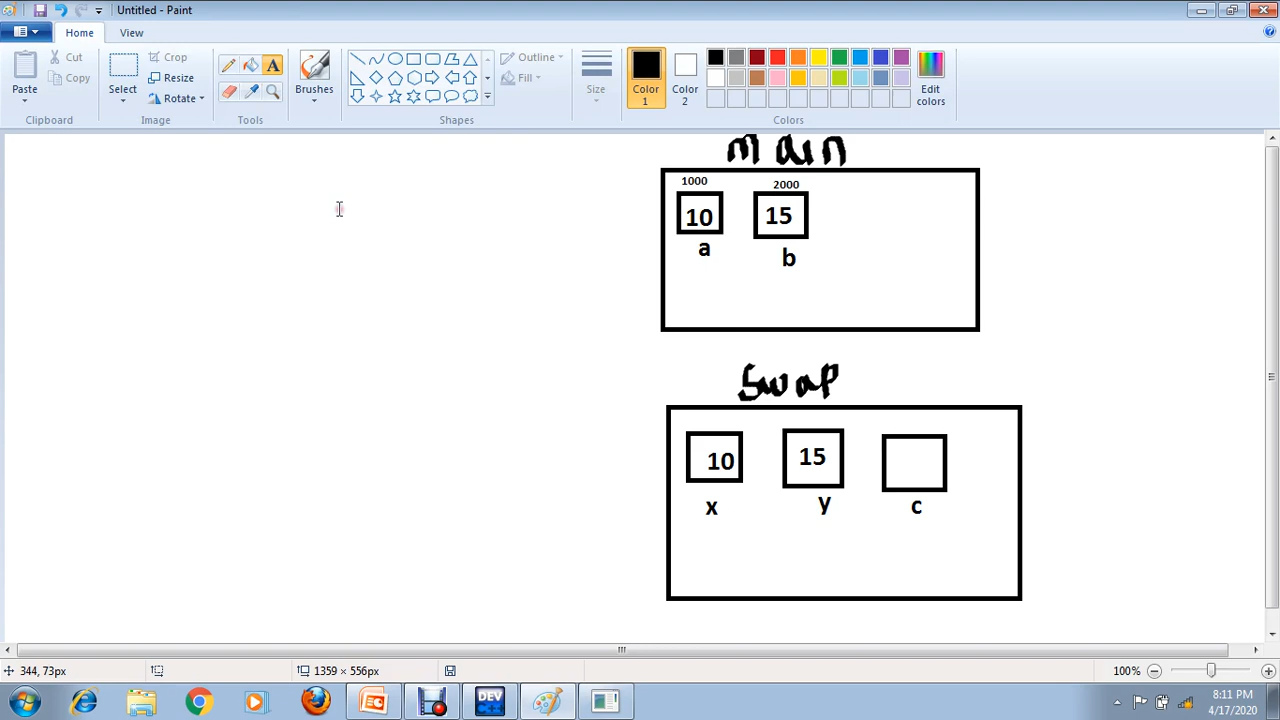 Untitled - Paint
Home
View
Paste
Cut
Copy
Clipboard
Select
Crop
Resize
Rotate
Image
A
Tools
Brushes
Shapes
Outline
Fill
Size
Color 1
Color 2
Edit colors
Colors
main
1000
2000
10
15
a
b
Swap
10
15
x
y
c
344, 73px
1359 × 556px
100%
DEV
8:11 PM
4/17/2020